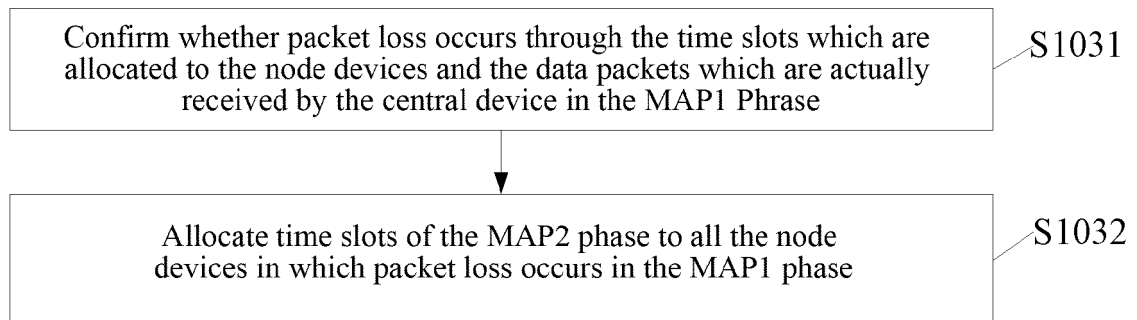 Confirm whether packet loss occurs through the time slots which are
allocated to the node devices and the data packets which are actually
received by the central device in the MAP1 Phrase
S1031
Allocate time slots of the MAP2 phase to all the node
devices in which packet loss occurs in the MAP1 phase
S1032